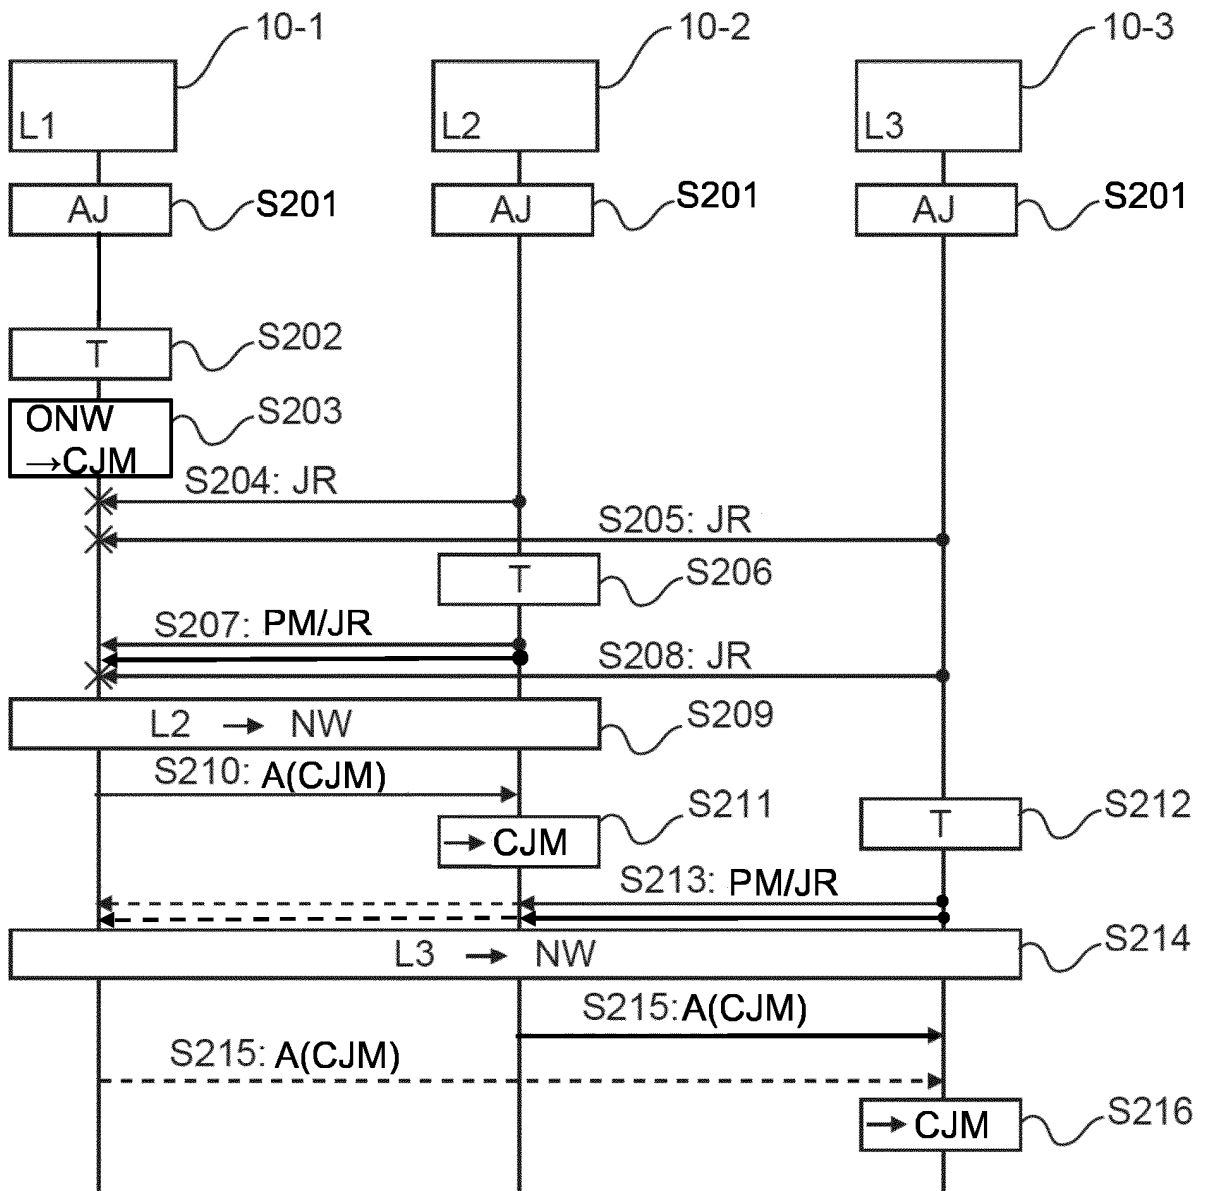 10-1 10-2 10-3
L1 L2 L3
AJ S201 AJ S201 AJ S201
T S202
ONW S203
→CJM
S204: JR
S205: JR
T S206
S207: PM/JR
S208: JR
L2 → NW S209
S210: A(CJM)
→ CJM S211
T S212
S213: PM/JR
L3 → NW S214
S215: A(CJM)
S215: A(CJM)
→ CJM S216